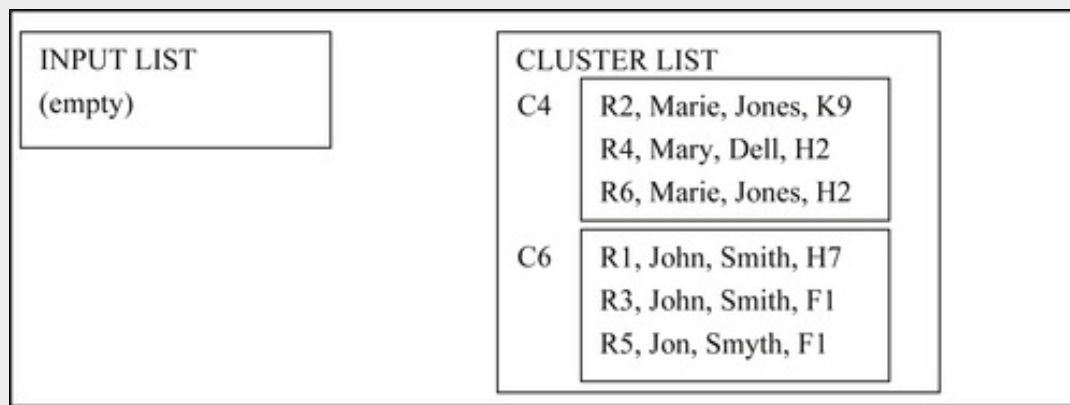 INPUT LIST
(empty)
CLUSTER LIST
C4
R2, Marie, Jones, K9
R4, Mary, Dell, H2
R6, Marie, Jones, H2
C6
R1, John, Smith, H7
R3, John, Smith, F1
R5, Jon, Smyth, F1